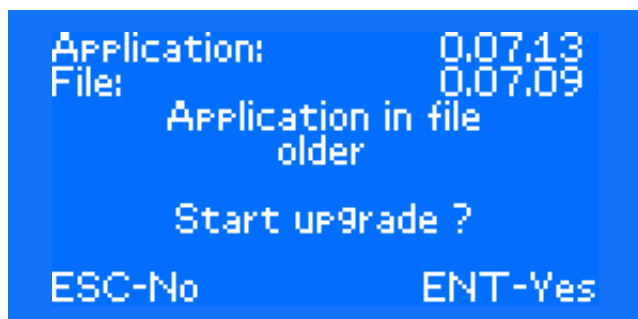 Application: 0.07.13
File: 0.07.09
Application in file
older
Start upgrade ?
ESC-No ENT-Yes